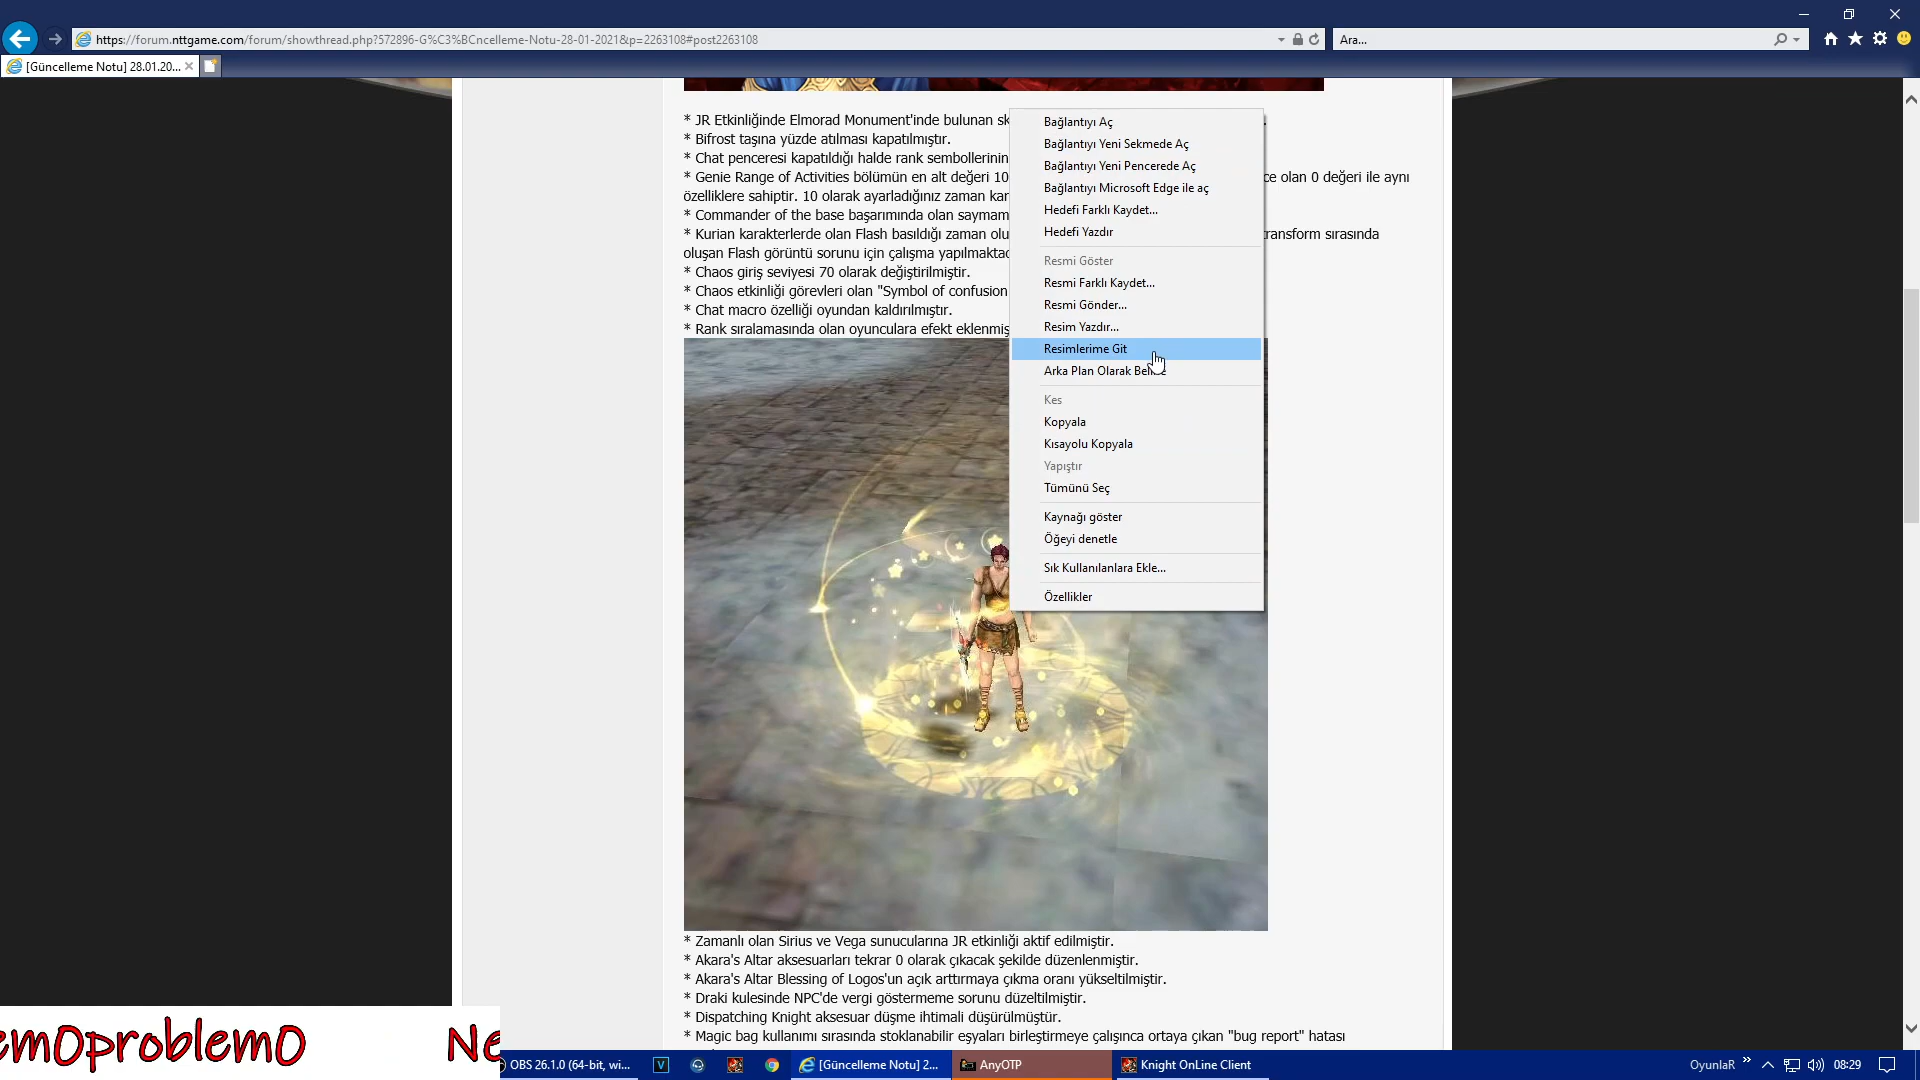 https://forum.nttgame.com/forum/showthread.php?572896-G%C3%BCncelleme-Notu-28-01-2021&p=2263108#post2263108
Ara...
[Güncelleme Notu] 28.01.20...
* JR Etkinliğinde Elmorad Monument'inde bulunan sk
* Bifrost taşına yüzde atılması kapatılmıştır.
* Chat penceresi kapatıldığı halde rank sembollerinin
* Genie Range of Activities bölümün en alt değeri 10 ce olan 0 değeri ile aynı
özelliklere sahiptir. 10 olarak ayarladığınız zaman kar
* Commander of the base başarımında olan saymam
* Kurian karakterlerde olan Flash basıldığı zaman olu transform sırasında
oluşan Flash görüntü sorunu için çalışma yapılmaktad
* Chaos giriş seviyesi 70 olarak değiştirilmiştir.
* Chaos etkinliği görevleri olan "Symbol of confusion
* Chat macro özelliği oyundan kaldırılmıştır.
* Rank sıralamasında olan oyunculara efekt eklenmiş
Bağlantıyı Aç
Bağlantıyı Yeni Sekmede Aç
Bağlantıyı Yeni Pencerede Aç
Bağlantıyı Microsoft Edge ile aç
Hedefi Farklı Kaydet...
Hedefi Yazdır
Resmi Göster
Resmi Farklı Kaydet...
Resmi Gönder...
Resim Yazdır...
Resimlerime Git
Arka Plan Olarak
Kes
Kopyala
Kısayolu Kopyala
Yapıştır
Tümünü Seç
Kaynağı göster
Öğeyi denetle
Sık Kullanılanlara Ekle...
Özellikler
* Zamanlı olan Sirius ve Vega sunucularına JR etkinliği aktif edilmiştir.
* Akara's Altar aksesuarları tekrar 0 olarak çıkacak şekilde düzenlenmiştir.
* Akara's Altar Blessing of Logos'un açık arttırmaya çıkma oranı yükseltilmiştir.
* Draki kulesinde NPC'de vergi göstermeme sorunu düzeltilmiştir.
* Dispatching Knight aksesuar düşme ihtimali düşürülmüştür.
* Magic bag kullanımı sırasında stoklanabilir eşyaları birleştirmeye çalışınca ortaya çıkan "bug report" hatası
em0problem0 Ne
OBS 26.1.0 (64-bit, wi...
[Güncelleme Notu] 2...
AnyOTP
Knight OnLine Client
OyunlaR
08:29